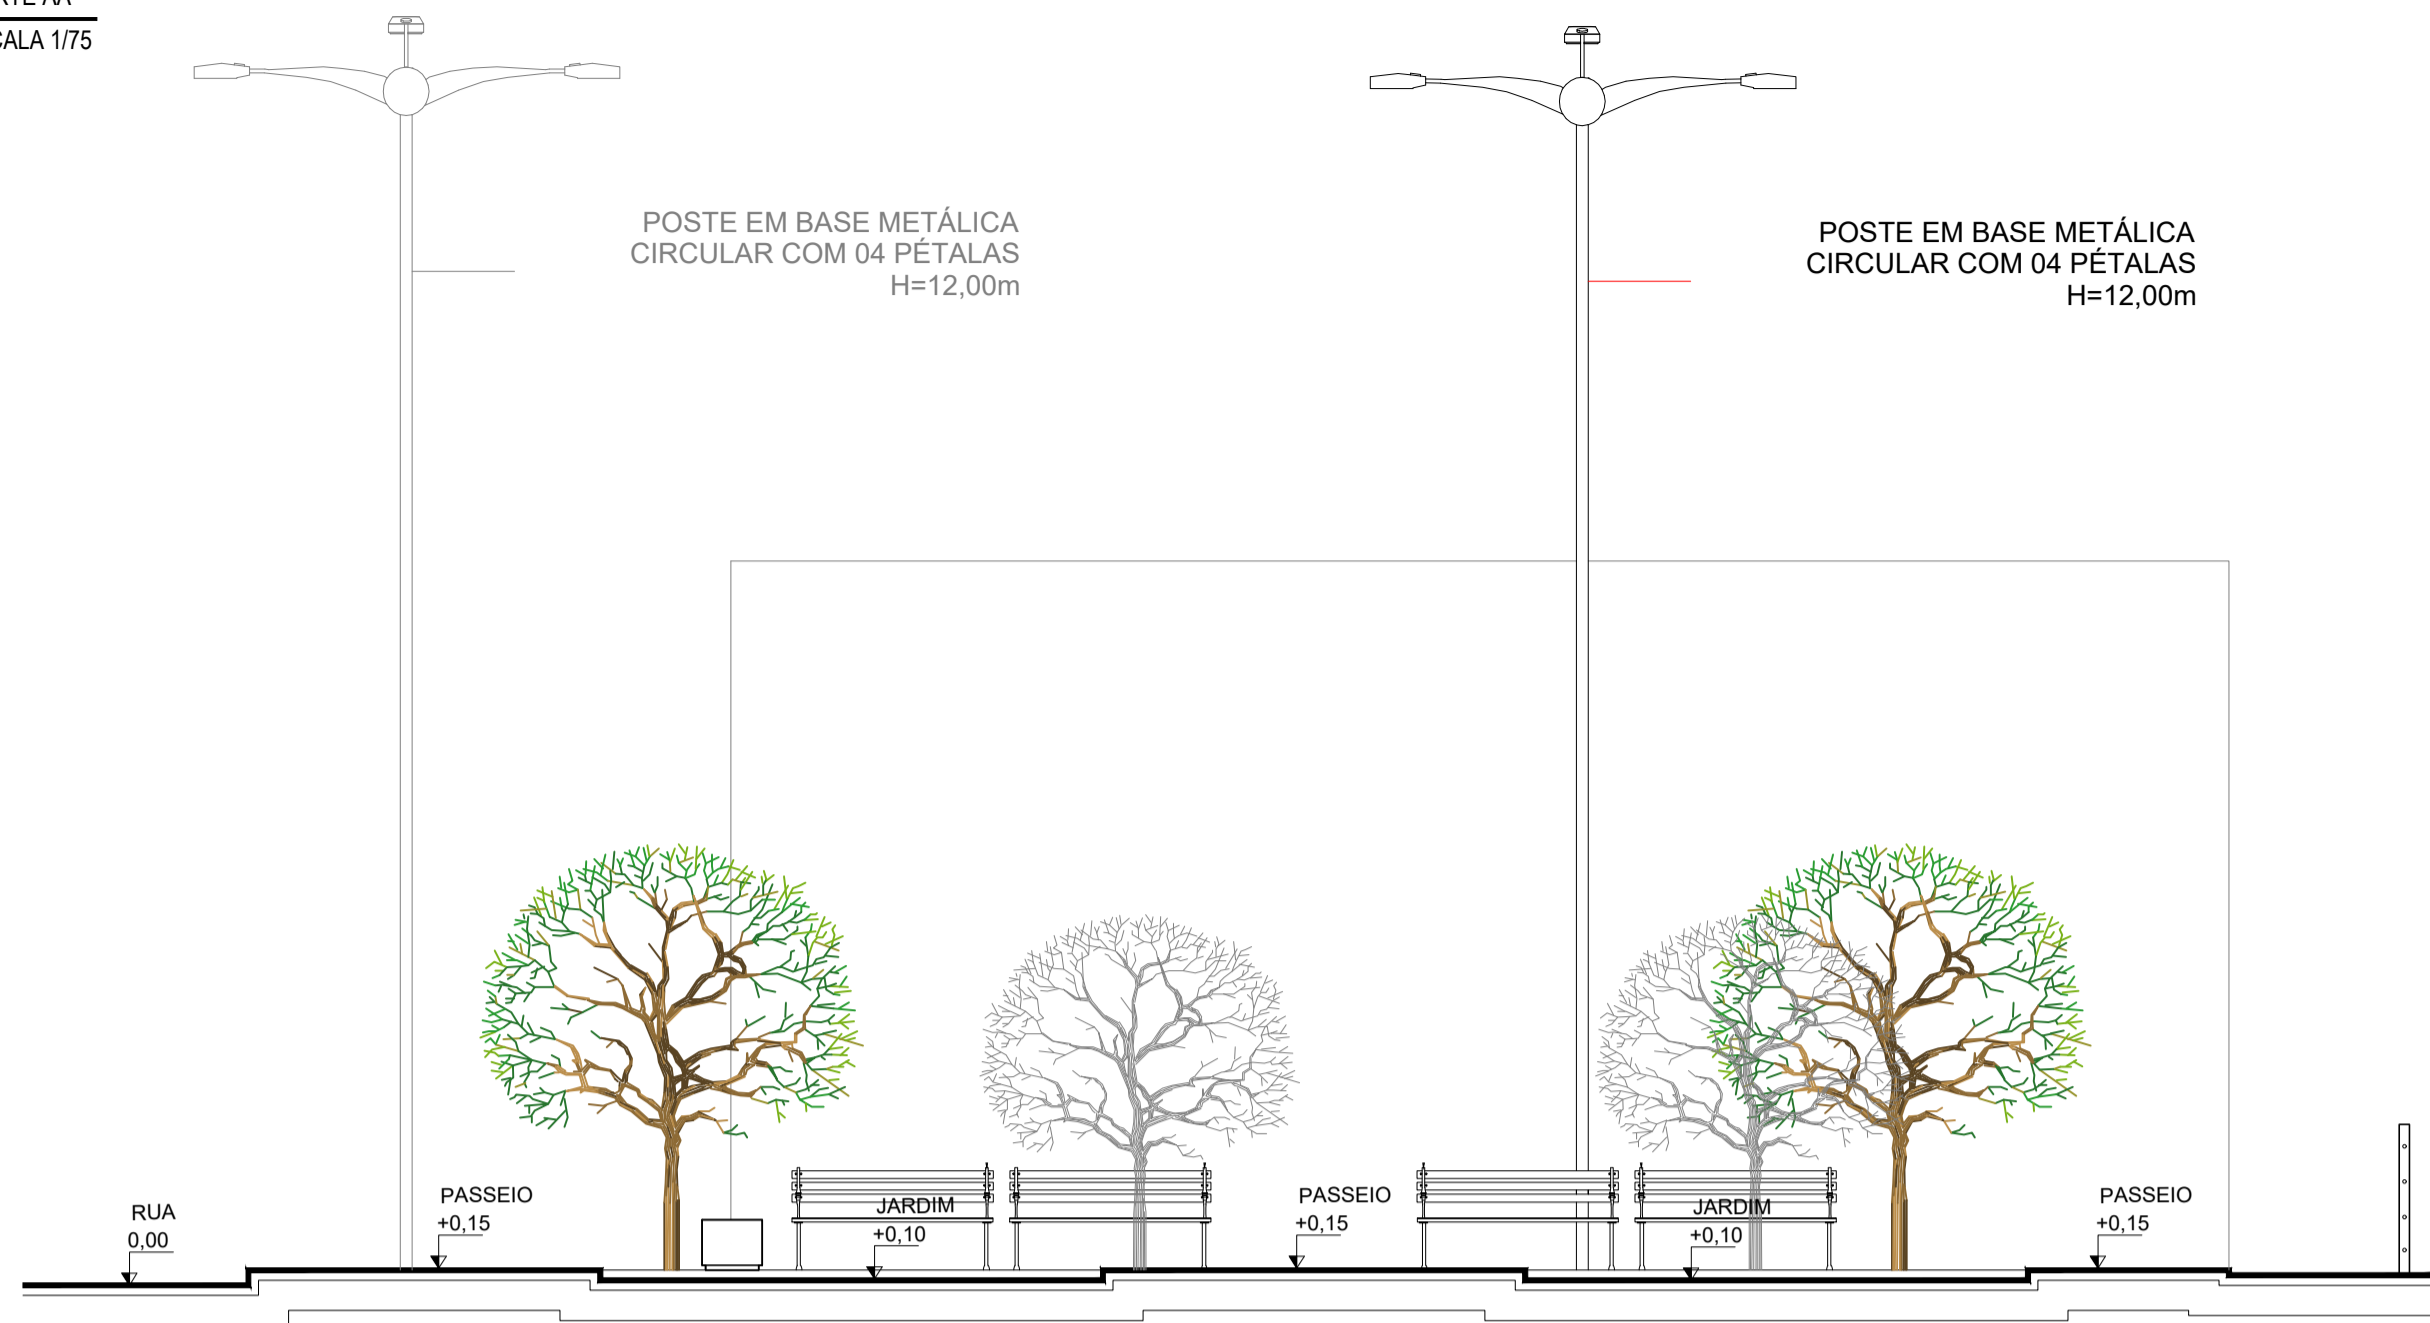 AA
1/75
POSTE EM BASE METÁLICA
CIRCULAR COM 04 PÉTALAS
H=12,00m
POSTE EM BASE METÁLICA
CIRCULAR COM 04 PÉTALAS
H=12,00m
RUA
0,00
PASSEIO
+0,15
JARDIM
+0,10
PASSEIO
+0,15
JARDIM
+0,10
PASSEIO
+0,15